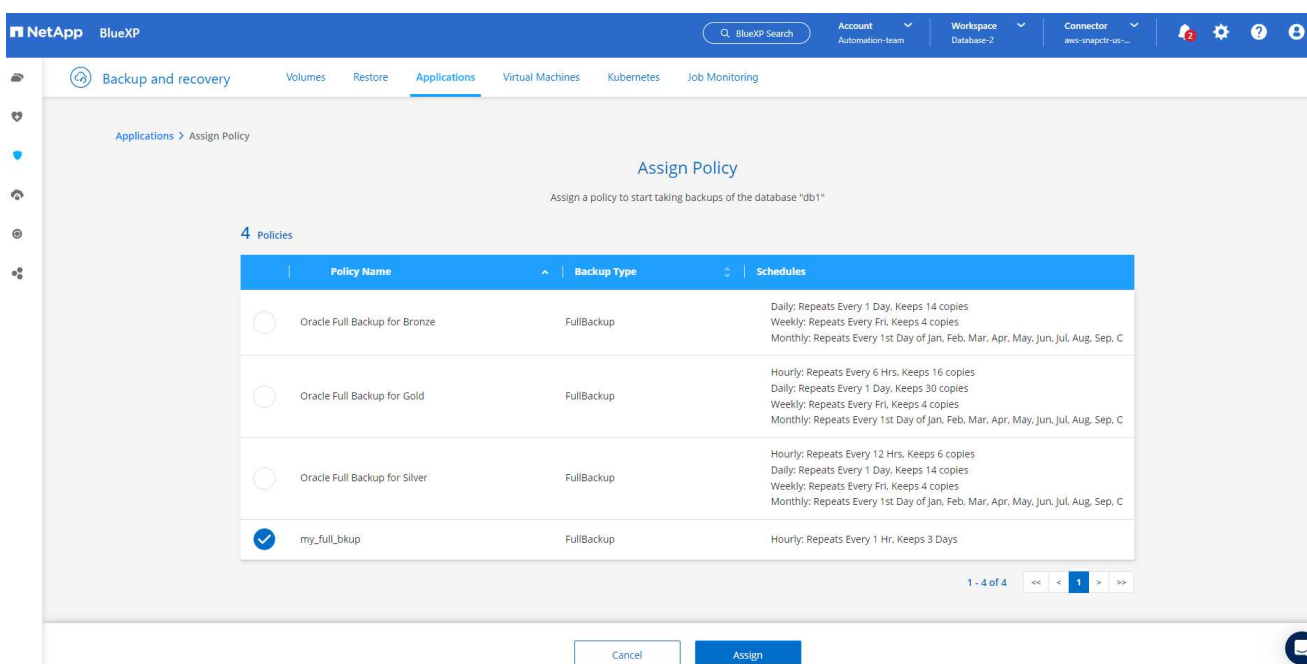 NetApp BlueXP
BlueXP Search
Account
Automation-team
Workspace
Database-2
Connector
aws-snapctr-us-...
2
Backup and recovery
Volumes Restore Applications Virtual Machines Kubernetes Job Monitoring
Applications > Assign Policy
Assign Policy
Assign a policy to start taking backups of the database "db1"
4 Policies
Policy Name Backup Type Schedules
Oracle Full Backup for Bronze FullBackup
Daily: Repeats Every 1 Day, Keeps 14 copies
Weekly: Repeats Every Fri, Keeps 4 copies
Monthly: Repeats Every 1st Day of Jan, Feb, Mar, Apr, May, Jun, Jul, Aug, Sep, C
Oracle Full Backup for Gold FullBackup
Hourly: Repeats Every 6 Hrs, Keeps 16 copies
Daily: Repeats Every 1 Day, Keeps 30 copies
Weekly: Repeats Every Fri, Keeps 4 copies
Monthly: Repeats Every 1st Day of Jan, Feb, Mar, Apr, May, Jun, Jul, Aug, Sep, C
Oracle Full Backup for Silver FullBackup
Hourly: Repeats Every 12 Hrs, Keeps 6 copies
Daily: Repeats Every 1 Day, Keeps 14 copies
Weekly: Repeats Every Fri, Keeps 4 copies
Monthly: Repeats Every 1st Day of Jan, Feb, Mar, Apr, May, Jun, Jul, Aug, Sep, C
my_full_bkup FullBackup Hourly: Repeats Every 1 Hr, Keeps 3 Days
1 - 4 of 4 << < 1 > >>
Cancel Assign